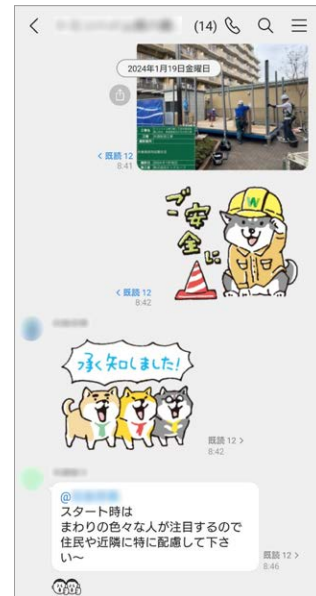 (14)
2024年1月19日金曜日
既読 12
8:41
ご安全に
W
既読 12
8:42
承知しました!
既読 12
8:42
@
スタート時は
まわりの色々な人が注目するので
住民や近隣に特に配慮して下さ
い〜
既読 12
8:46